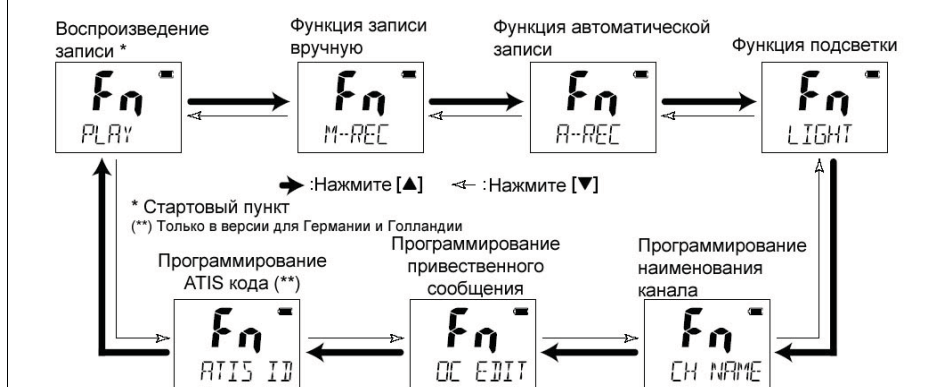 Воспроизведение
записи *
Функция записи
вручную
Функция автоматической
записи
Функция подсветки
Fn
PLAY
Fn
M-REC
Fn
A-REC
Fn
LIGHT
:Нажмите [▲] :Нажмите [▼]
* Стартовый пункт
(**) Только в версии для Германии и Голландии
Программирование
ATIS кода (**)
Программирование
привественного
сообщения
Программирование
наименования
канала
Fn
ATIS ID
Fn
OC EDIT
Fn
CH NAME